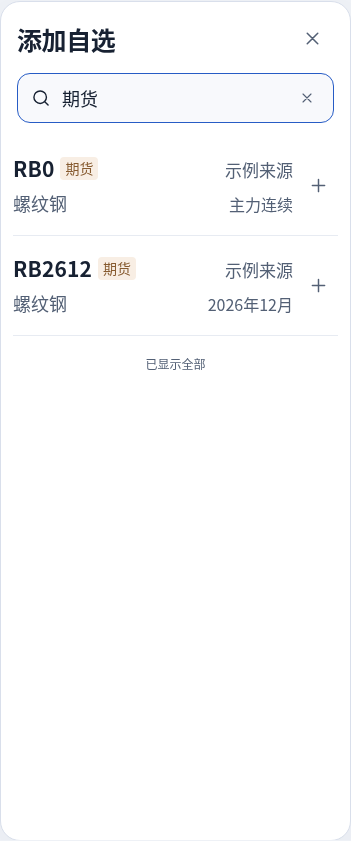 添加自选
期货
RB0 期货 示例来源
螺纹钢 主力连续
RB2612 期货 示例来源
螺纹钢 2026年12月
已显示全部